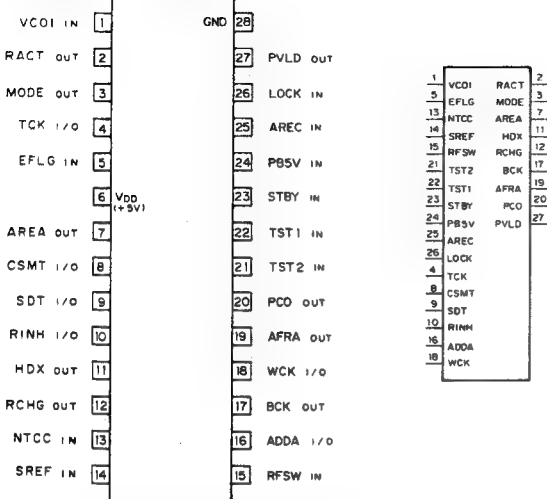 VCOI IN 1 GND 28
RACT OUT 2 27 PVLD OUT
MODE OUT 3 26 LOCK IN
TCK I/O 4 25 AREC IN
EFLG IN 5 24 PB5V IN
6 VDD (+5V) 23 STBY IN
AREA OUT 7 22 TST1 IN
CSMT I/O 8 21 TST2 IN
SDT I/O 9 20 PCO OUT
RINH I/O 10 19 AFRA OUT
HDX OUT 11 18 WCK I/O
RCHG OUT 12 17 BCK OUT
NTCC IN 13 16 ADDA I/O
SREF IN 14 15 RFSW IN
1 VCOI RACT 2
5 EFLG MODE 3
13 NTCC AREA 7
14 SREF HDX 11
15 RFSW RCHG 12
21 TST2 BCK 17
22 TST1 AFRA 19
23 STBY PCO 20
24 PB5V PVLD 27
25 AREC
26 LOCK
4 TCK
8 CSMT
9 SDT
10 RINH
16 ADDA
18 WCK